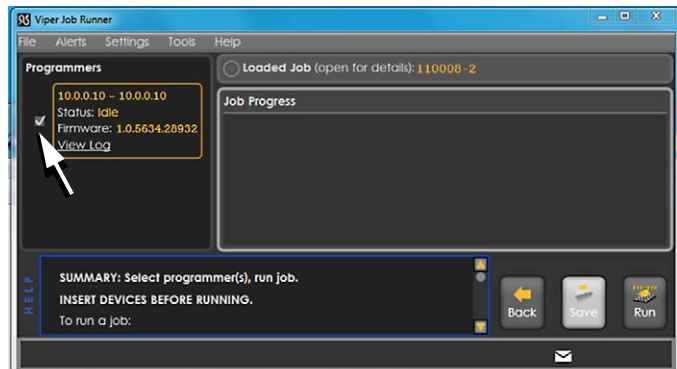 Viper Job Runner
File Alerts Settings Tools Help
Programmers
10.0.0.10 – 10.0.0.10
Status: Idle
Firmware: 1.0.5634.28932
View Log
Loaded Job (open for details): 110008-2
Job Progress
HELP
SUMMARY: Select programmer(s), run job.
INSERT DEVICES BEFORE RUNNING.
To run a job:
Back
Save
Run